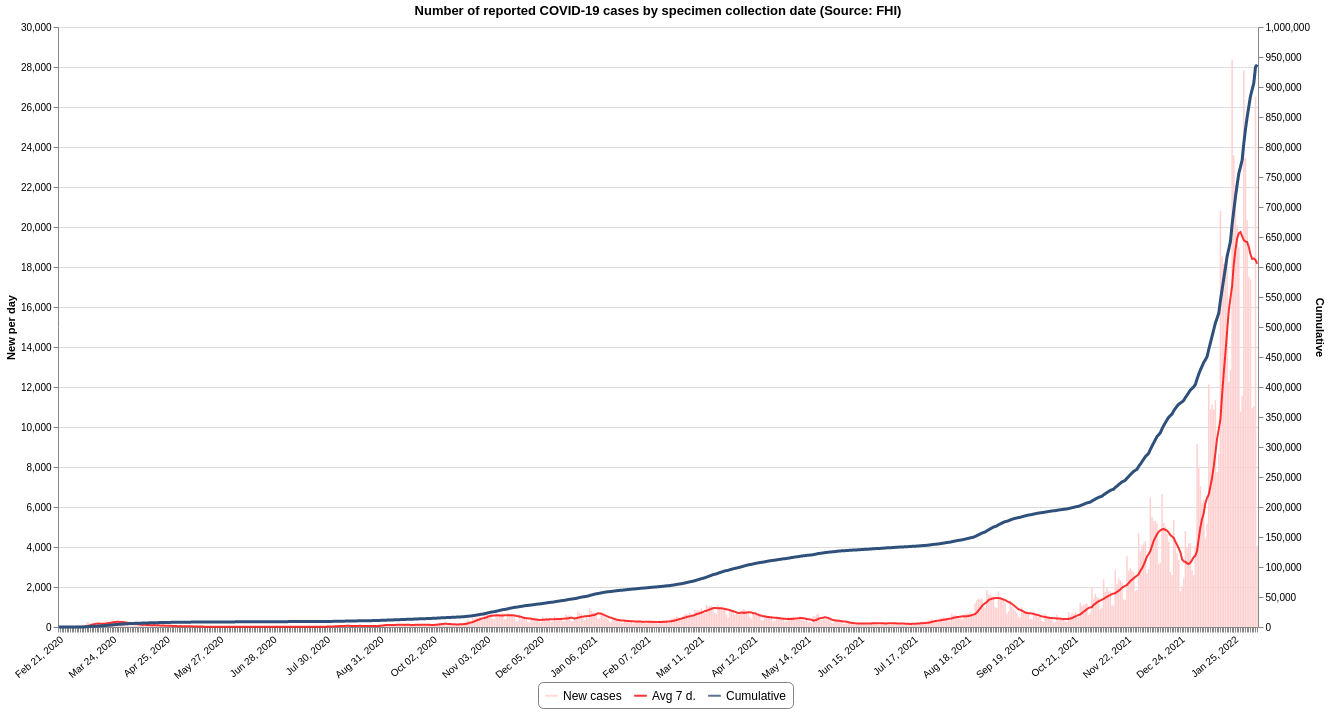 Number of reported COVID-19 cases by specimen collection date (Source: FHI)
30,000
28,000
26,000
24,000
22,000
20,000
18,000
16,000
14,000
12,000
10,000
8,000
6,000
4,000
2,000
0
New per day
1,000,000
950,000
900,000
850,000
800,000
750,000
700,000
650,000
600,000
550,000
500,000
450,000
400,000
350,000
300,000
250,000
200,000
150,000
100,000
50,000
0
Cumulative
Feb 21, 2020
Mar 24, 2020
Apr 25, 2020
May 27, 2020
Jun 28, 2020
Jul 30, 2020
Aug 31, 2020
Oct 02, 2020
Nov 03, 2020
Dec 05, 2020
Jan 06, 2021
Feb 07, 2021
Mar 11, 2021
Apr 12, 2021
May 14, 2021
Jun 15, 2021
Jul 17, 2021
Aug 18, 2021
Sep 19, 2021
Oct 21, 2021
Nov 22, 2021
Dec 24, 2021
Jan 25, 2022
New cases Avg 7 d. Cumulative